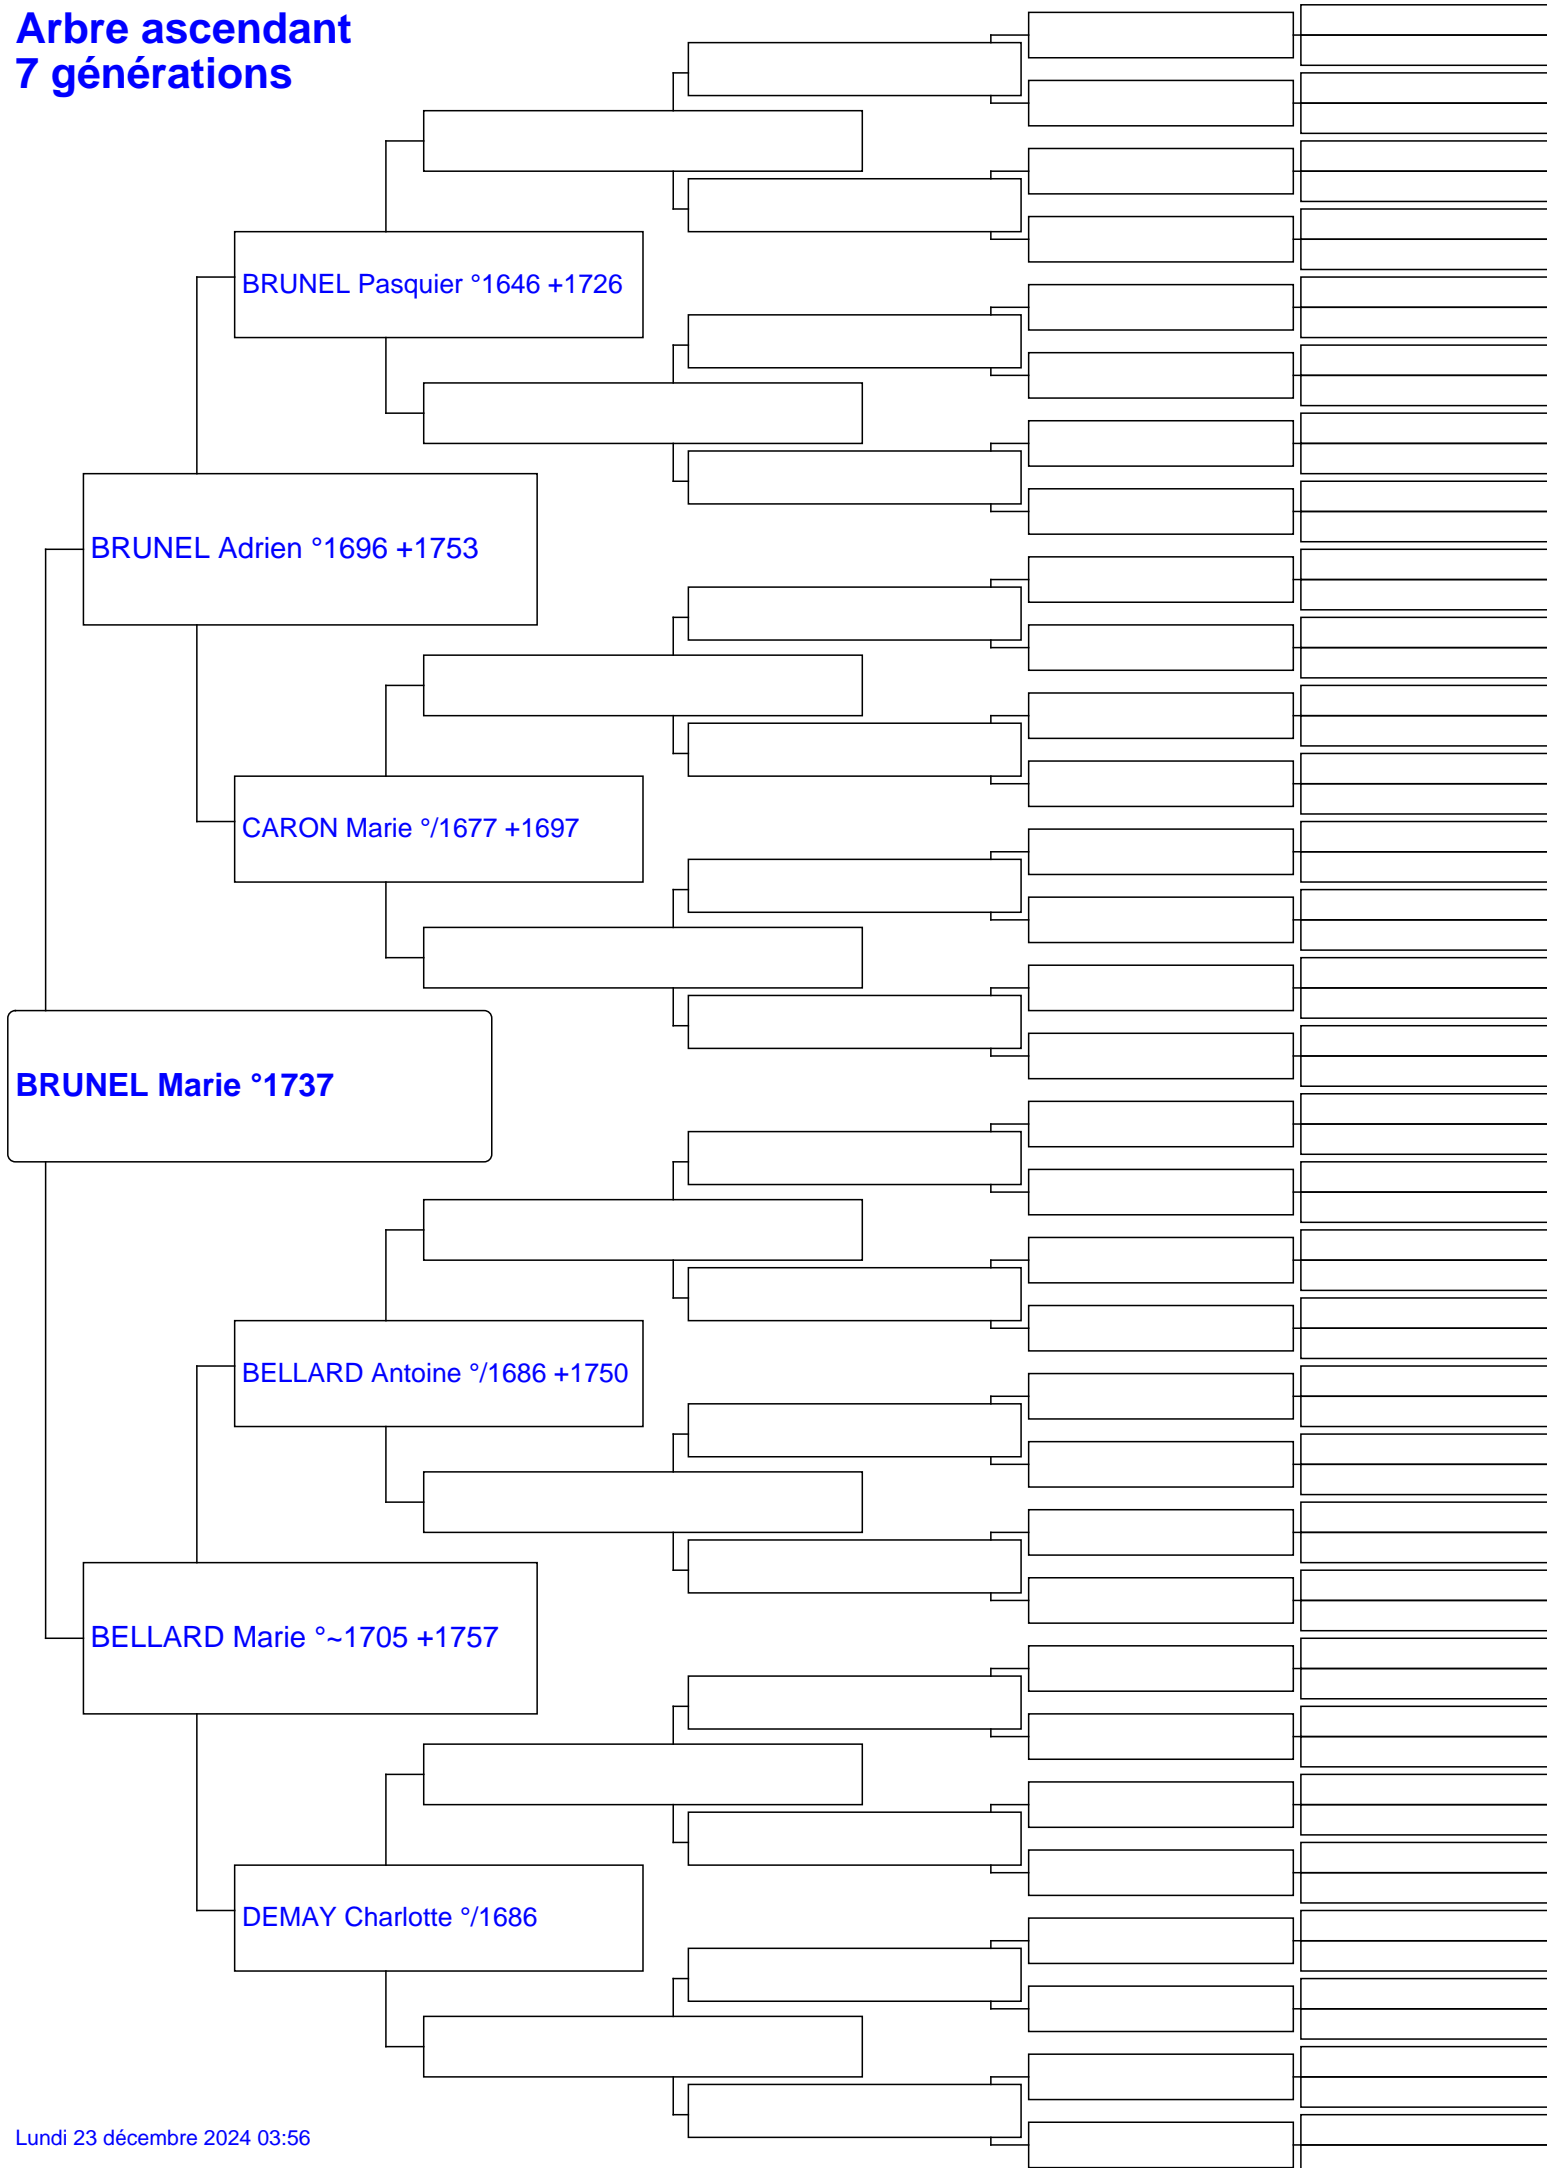 Arbre ascendant
7 générations
BRUNEL Pasquier °1646 +1726
BRUNEL Adrien °1696 +1753
CARON Marie °/1677 +1697
BRUNEL Marie °1737
BELLARD Antoine °/1686 +1750
BELLARD Marie °~1705 +1757
DEMAY Charlotte °/1686
Lundi 23 décembre 2024 03:56